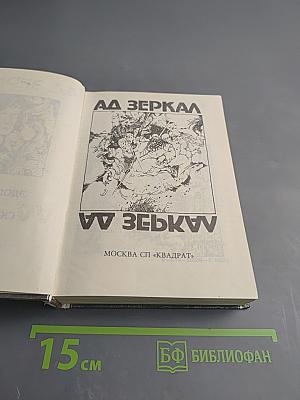 АД ЗЕРКАЛ
АД ЗЕРКАЛ
МОСКВА СП «КВАДРАТ»
15 см
БФ БИБЛИОФАН